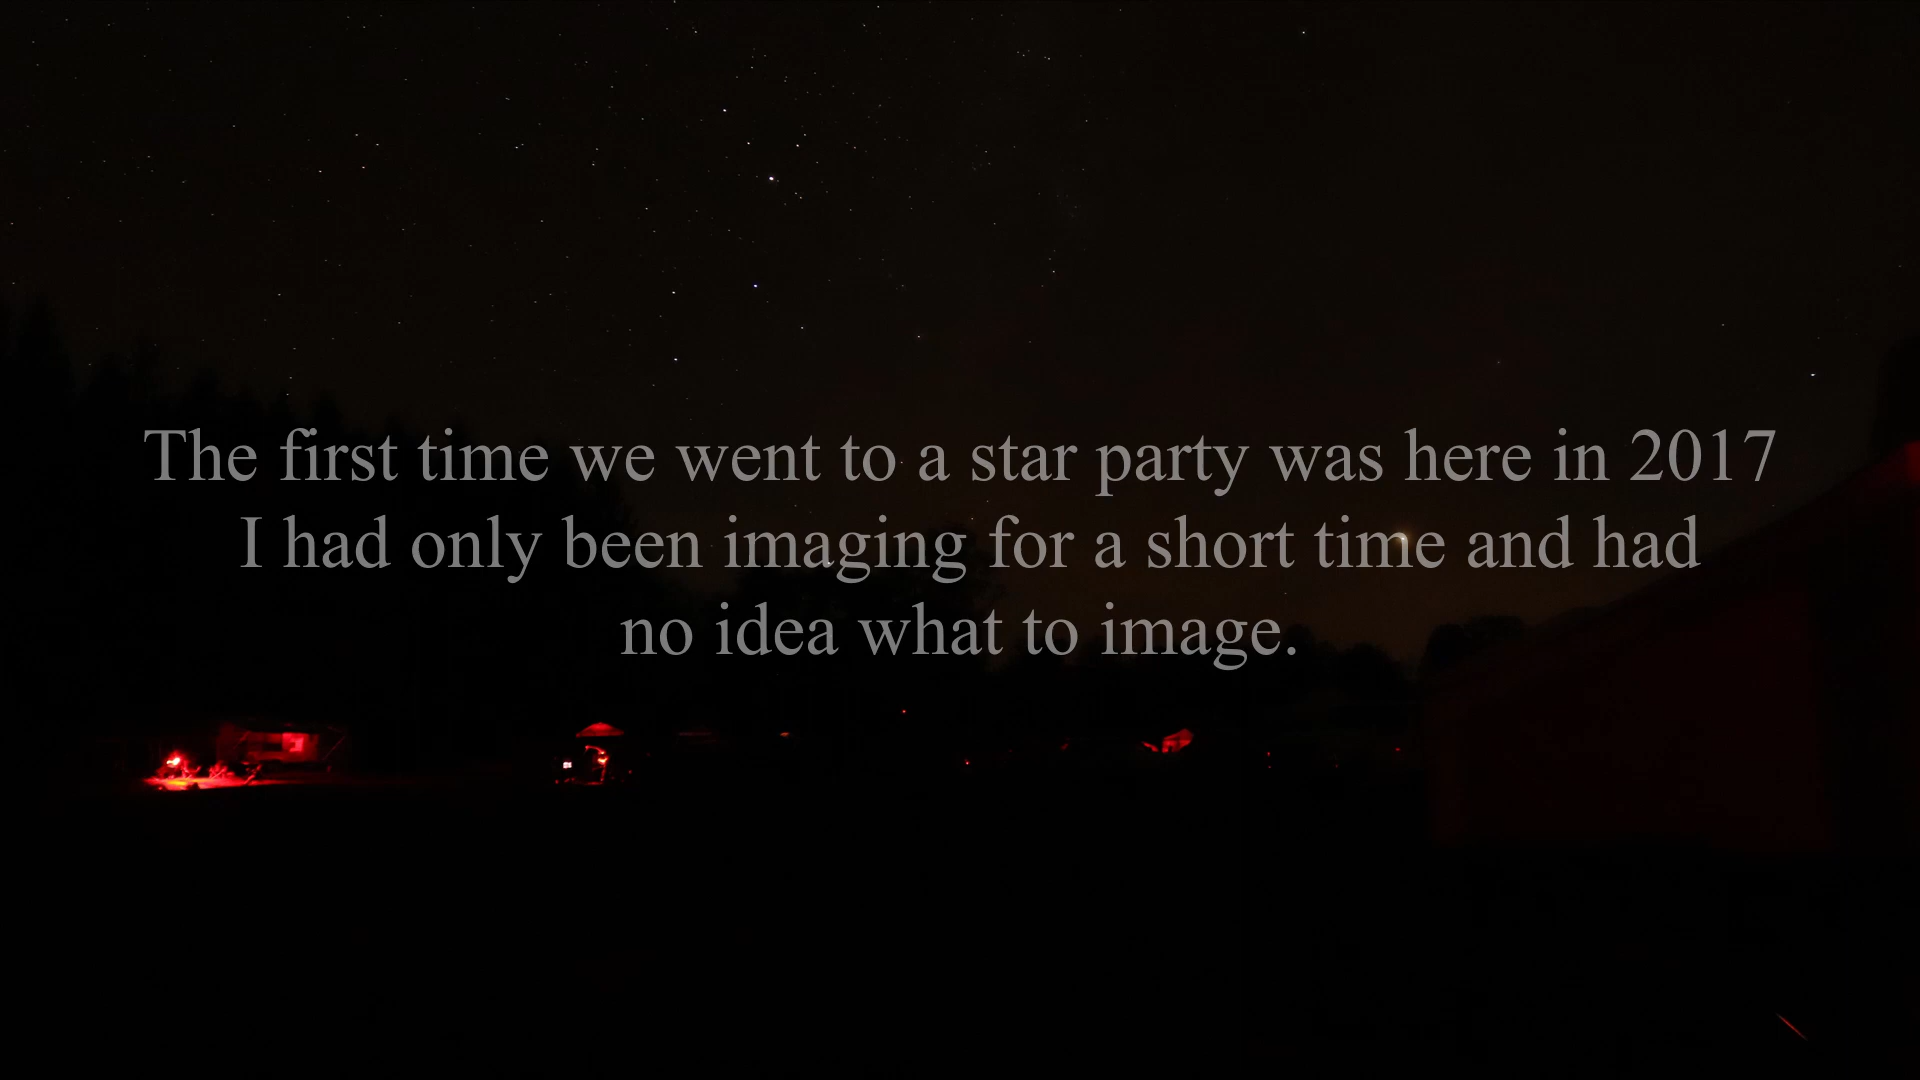 The first time we went to a star party was here in 2017
I had only been imaging for a short time and had
no idea what to image.